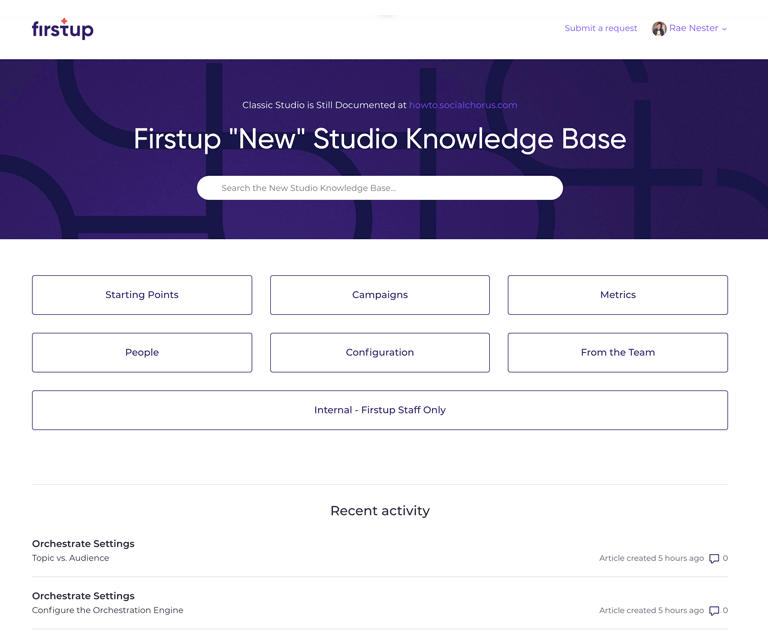 firstup
Submit a request Rae Nester
Classic Studio is Still Documented at howto.socialchorus.com
Firstup "New" Studio Knowledge Base
Search the New Studio Knowledge Base...
Starting Points Campaigns Metrics
People Configuration From the Team
Internal - Firstup Staff Only
Recent activity
Orchestrate Settings
Topic vs. Audience Article created 5 hours ago 0
Orchestrate Settings
Configure the Orchestration Engine Article created 5 hours ago 0